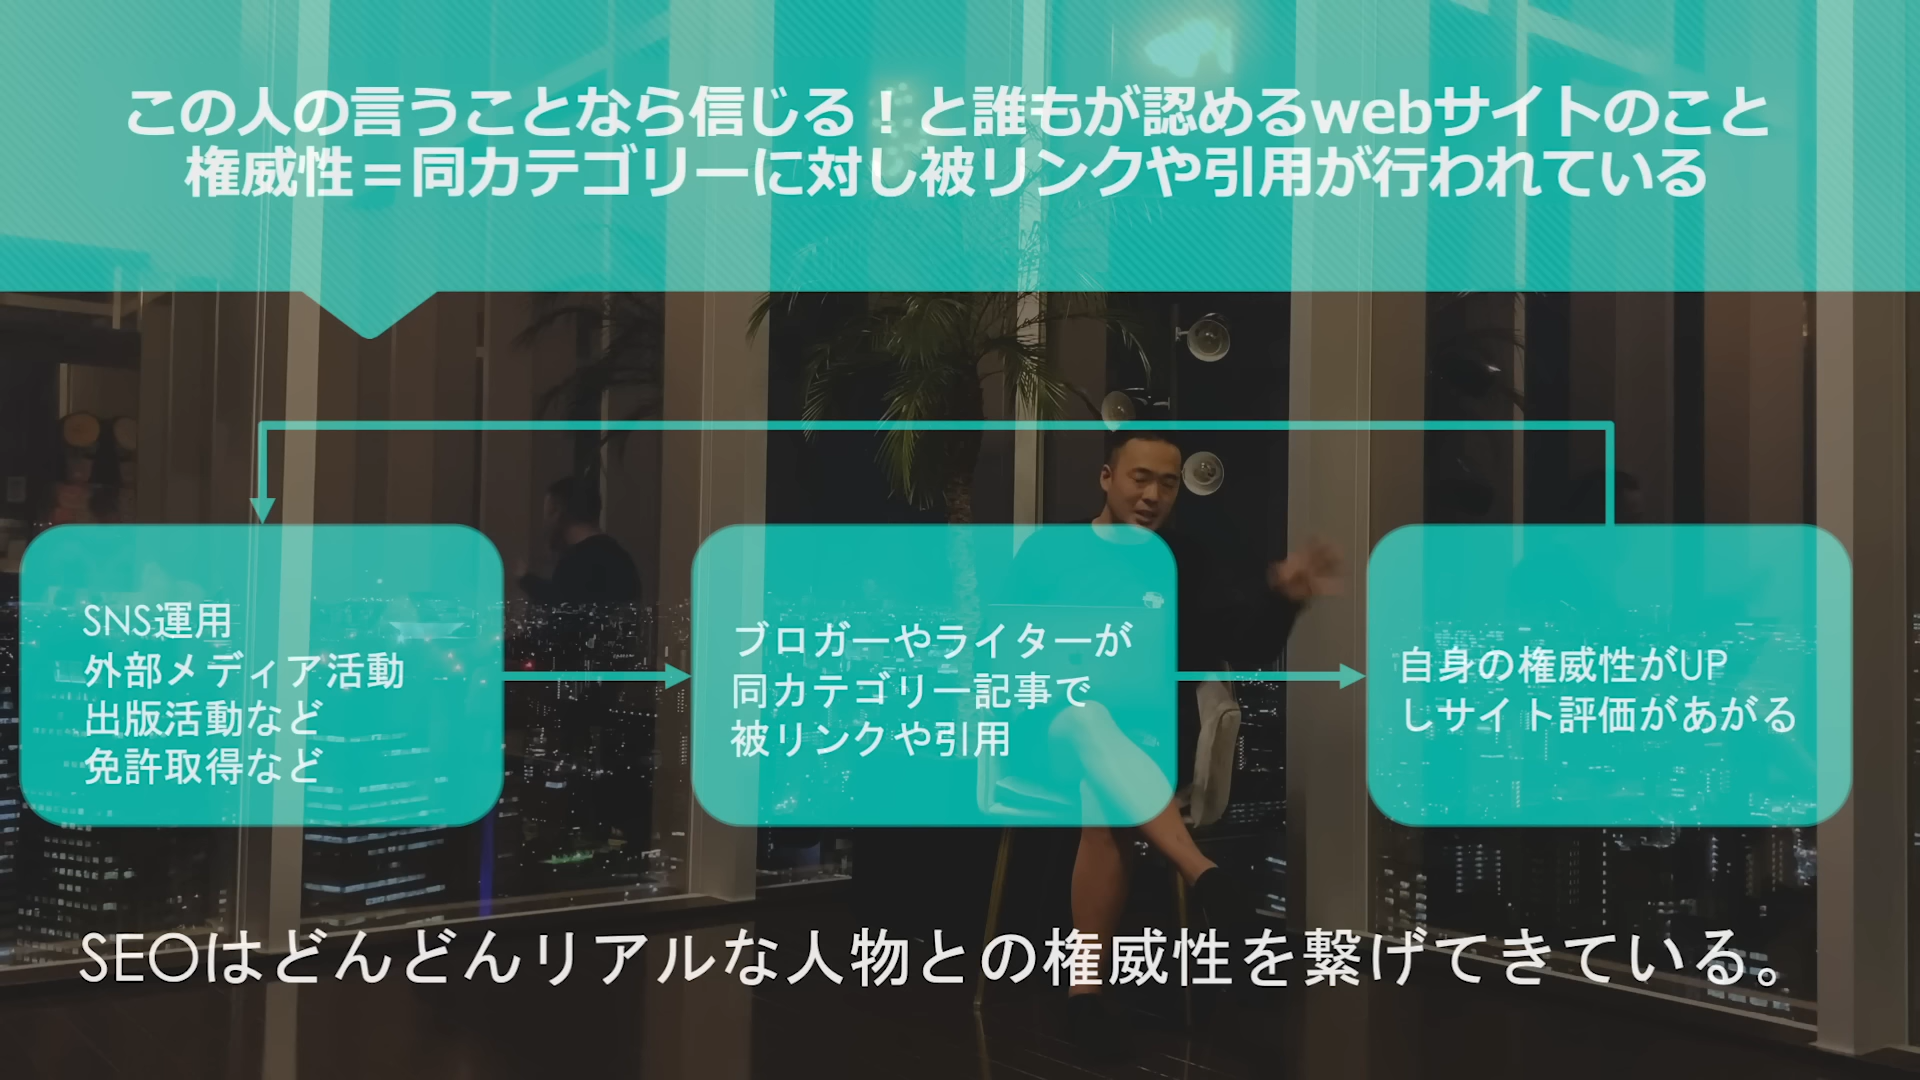 この人の言うことなら信じる！と誰もが認めるwebサイトのこと
権威性＝同カテゴリーに対し被リンクや引用が行われている
SNS運用
外部メディア活動
出版活動など
免許取得など
ブロガーやライターが
同カテゴリー記事で
被リンクや引用
自身の権威性がUP
しサイト評価があがる
SEOはどんどんリアルな人物との権威性を繋げてきている。